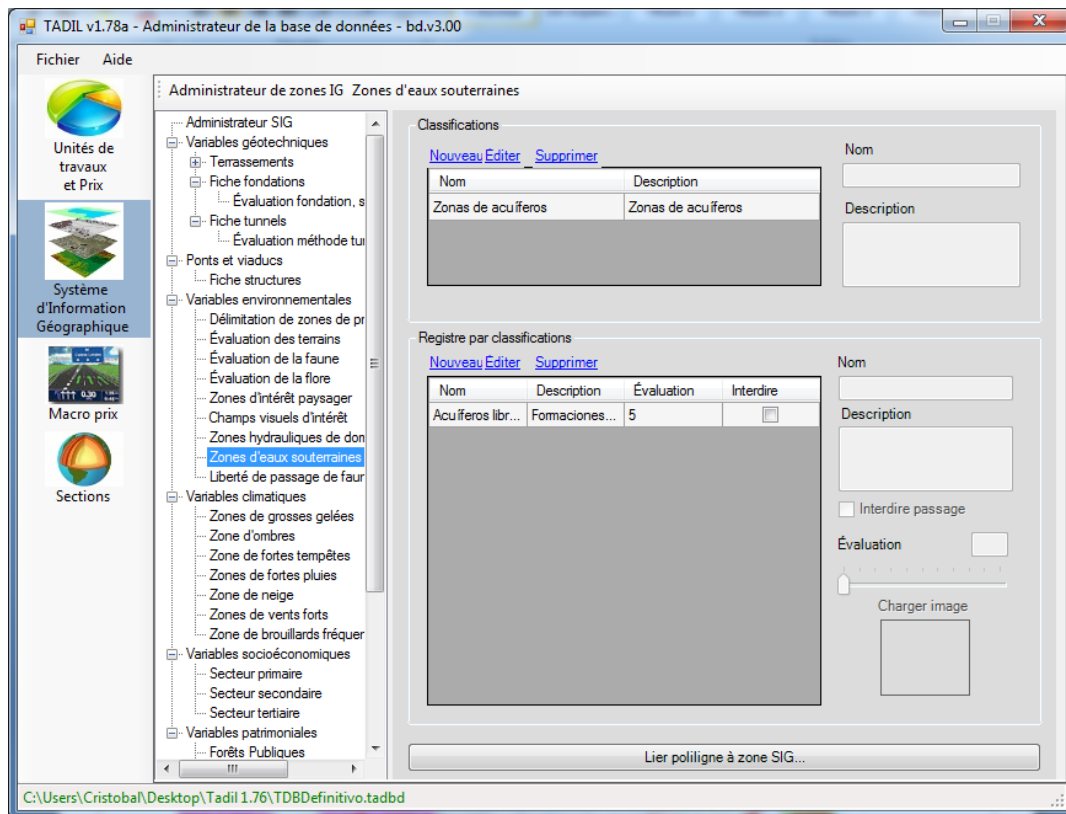 TADIL v1.78a - Administrateur de la base de données - bd.v3.00
Fichier Aide
Unités de
travaux
et Prix
Système
d'Information
Géographique
Macro prix
Sections
Administrateur de zones IG Zones d'eaux souterraines
Administrateur SIG
Variables géotechniques
Terrassements
Fiche fondations
Évaluation fondation, s
Fiche tunnels
Évaluation méthode tur
Ponts et viaducs
Fiche structures
Variables environnementales
Délimitation de zones de pr
Évaluation des terrains
Évaluation de la faune
Évaluation de la flore
Zones d'intérêt paysager
Champs visuels d'intérêt
Zones hydrauliques de don
Zones d'eaux souterraines
Liberté de passage de faur
Variables climatiques
Zones de grosses gelées
Zone d'ombres
Zone de fortes tempêtes
Zones de fortes pluies
Zone de neige
Zones de vents forts
Zone de brouillards fréquer
Variables socioéconomiques
Secteur primaire
Secteur secondaire
Secteur tertiaire
Variables patrimoniales
Forêts Publiques
Classifications
Nouveau Éditer Supprimer
Nom Description
Zonas de acuíferos Zonas de acuíferos
Nom
Description
Registre par classifications
Nouveau Éditer Supprimer
Nom Description Évaluation Interdire
Acuíferos libr... Formaciones... 5
Nom
Description
Interdire passage
Évaluation
Charger image
Lier poliligne à zone SIG...
C:\Users\Cristobal\Desktop\Tadil 1.76\TDBDefinitivo.tadbd